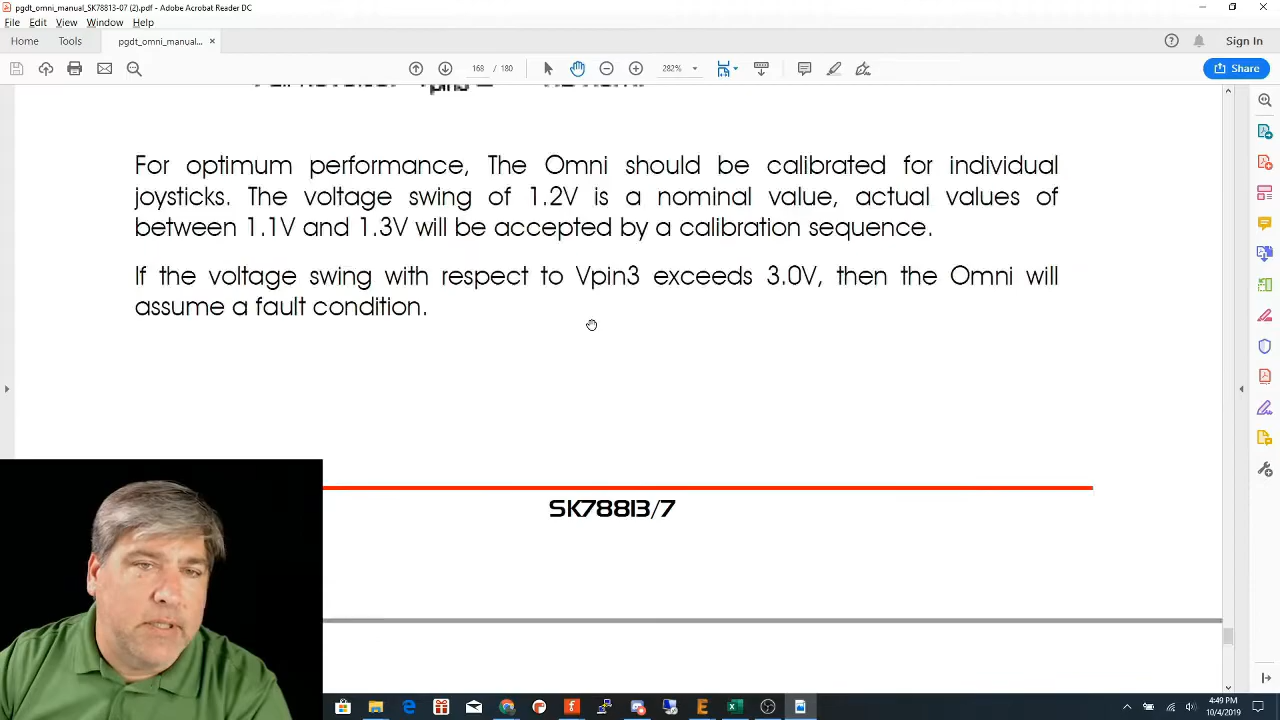 pgdt_omni_manual_SK78813-07 (2).pdf - Adobe Acrobat Reader DC
File Edit View Window Help
Home Tools pgdt_omni_manual... × Sign In
168 / 180 282% Share
For optimum performance, The Omni should be calibrated for individual
joysticks. The voltage swing of 1.2V is a nominal value, actual values of
between 1.1V and 1.3V will be accepted by a calibration sequence.
If the voltage swing with respect to Vpin3 exceeds 3.0V, then the Omni will
assume a fault condition.
SK78813/7
4:49 PM
10/4/2019